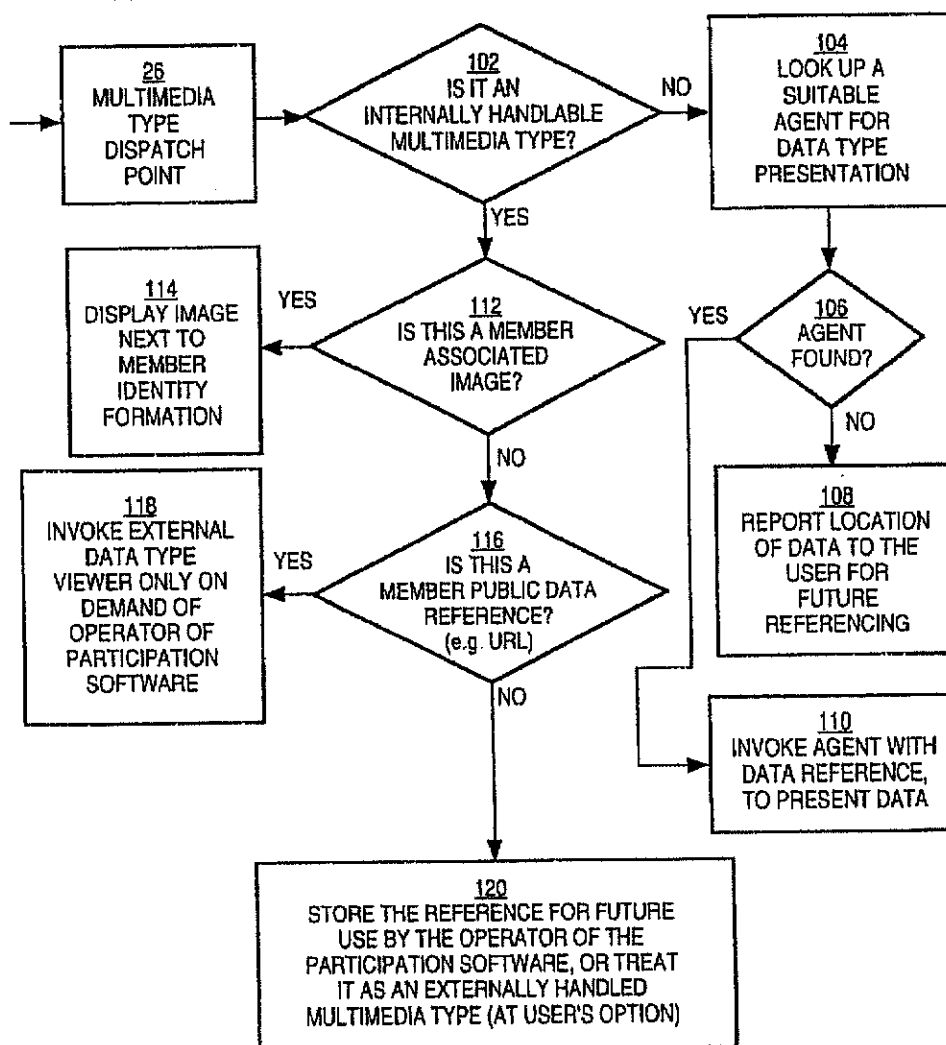 26
MULTIMEDIA
TYPE
DISPATCH
POINT
102
IS IT AN
INTERNALLY HANDLABLE
MULTIMEDIA TYPE?
NO
104
LOOK UP A
SUITABLE
AGENT FOR
DATA TYPE
PRESENTATION
YES
114
DISPLAY IMAGE
NEXT TO
MEMBER
IDENTITY
FORMATION
YES
112
IS THIS A MEMBER
ASSOCIATED
IMAGE?
YES
106
AGENT
FOUND?
NO
NO
118
INVOKE EXTERNAL
DATA TYPE
VIEWER ONLY ON
DEMAND OF
OPERATOR OF
PARTICIPATION
SOFTWARE
YES
116
IS THIS A
MEMBER PUBLIC DATA
REFERENCE?
(e.g. URL)
NO
108
REPORT LOCATION
OF DATA TO THE
USER FOR
FUTURE
REFERENCING
110
INVOKE AGENT WITH
DATA REFERENCE,
TO PRESENT DATA
120
STORE THE REFERENCE FOR FUTURE
USE BY THE OPERATOR OF THE
PARTICIPATION SOFTWARE, OR TREAT
IT AS AN EXTERNALLY HANDLED
MULTIMEDIA TYPE (AT USER'S OPTION)